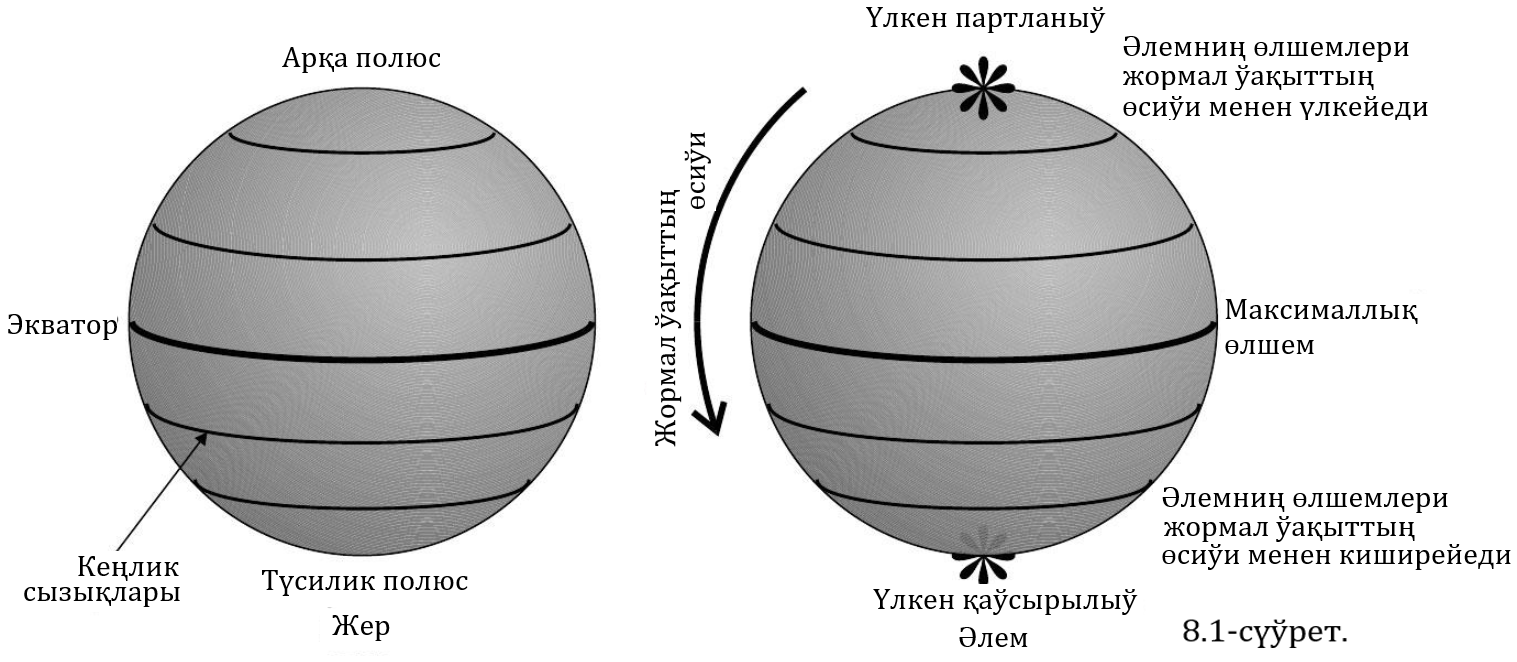 Арқа полюс
Экватор
Кеңлик
сызықлары
Түсилик полюс
Жер
Үлкен партланыў
Әлемниң өлшемлери
жормал ўақыттың
өсиўи менен үлкейеди
Жормал ўақыттың
өсиўи
Максималлық
өлшем
Әлемниң өлшемлери
жормал ўақыттың
өсиўи менен киширейеди
Үлкен қаўсырылыў
Әлем
8.1-сүўрет.